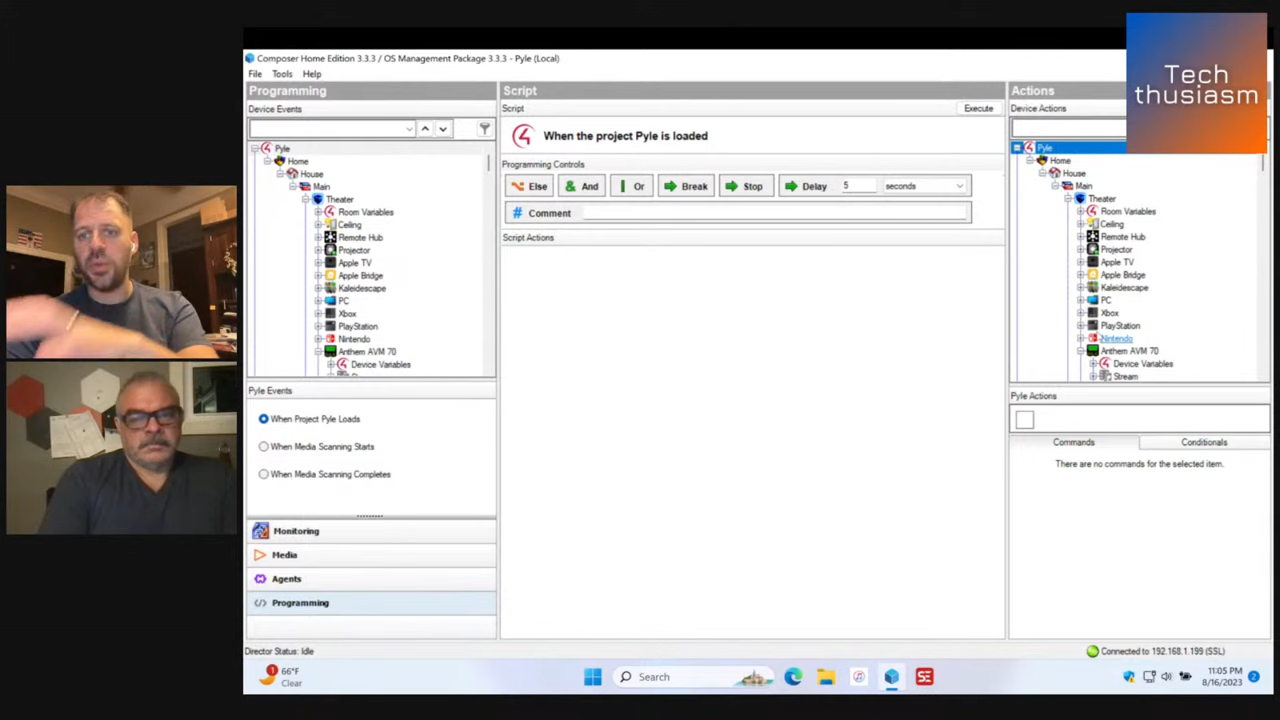 Tech
thusiasm
Composer Home Edition 3.3.3 / OS Management Package 3.3.3 - Pyle (Local)
File Tools Help
Programming
Device Events
Pyle
Home
House
Main
Theater
Room Variables
Ceiling
Remote Hub
Projector
Apple TV
Apple Bridge
Kaleidescape
PC
Xbox
PlayStation
Nintendo
Anthem AVM 70
Device Variables
Pyle Events
When Project Pyle Loads
When Media Scanning Starts
When Media Scanning Completes
Monitoring
Media
Agents
Programming
Director Status: Idle
Script
Script
Execute
When the project Pyle is loaded
Programming Controls
Else And Or Break Stop Delay 5 seconds
# Comment
Script Actions
Actions
Device Actions
Pyle
Home
House
Main
Theater
Room Variables
Ceiling
Remote Hub
Projector
Apple TV
Apple Bridge
Kaleidescape
PC
Xbox
PlayStation
Nintendo
Anthem AVM 70
Device Variables
Stream
Pyle Actions
Commands Conditionals
There are no commands for the selected item.
Connected to 192.168.1.199 (SSL)
1
66°F
Clear
Search
SE
11:05 PM
8/16/2023
2